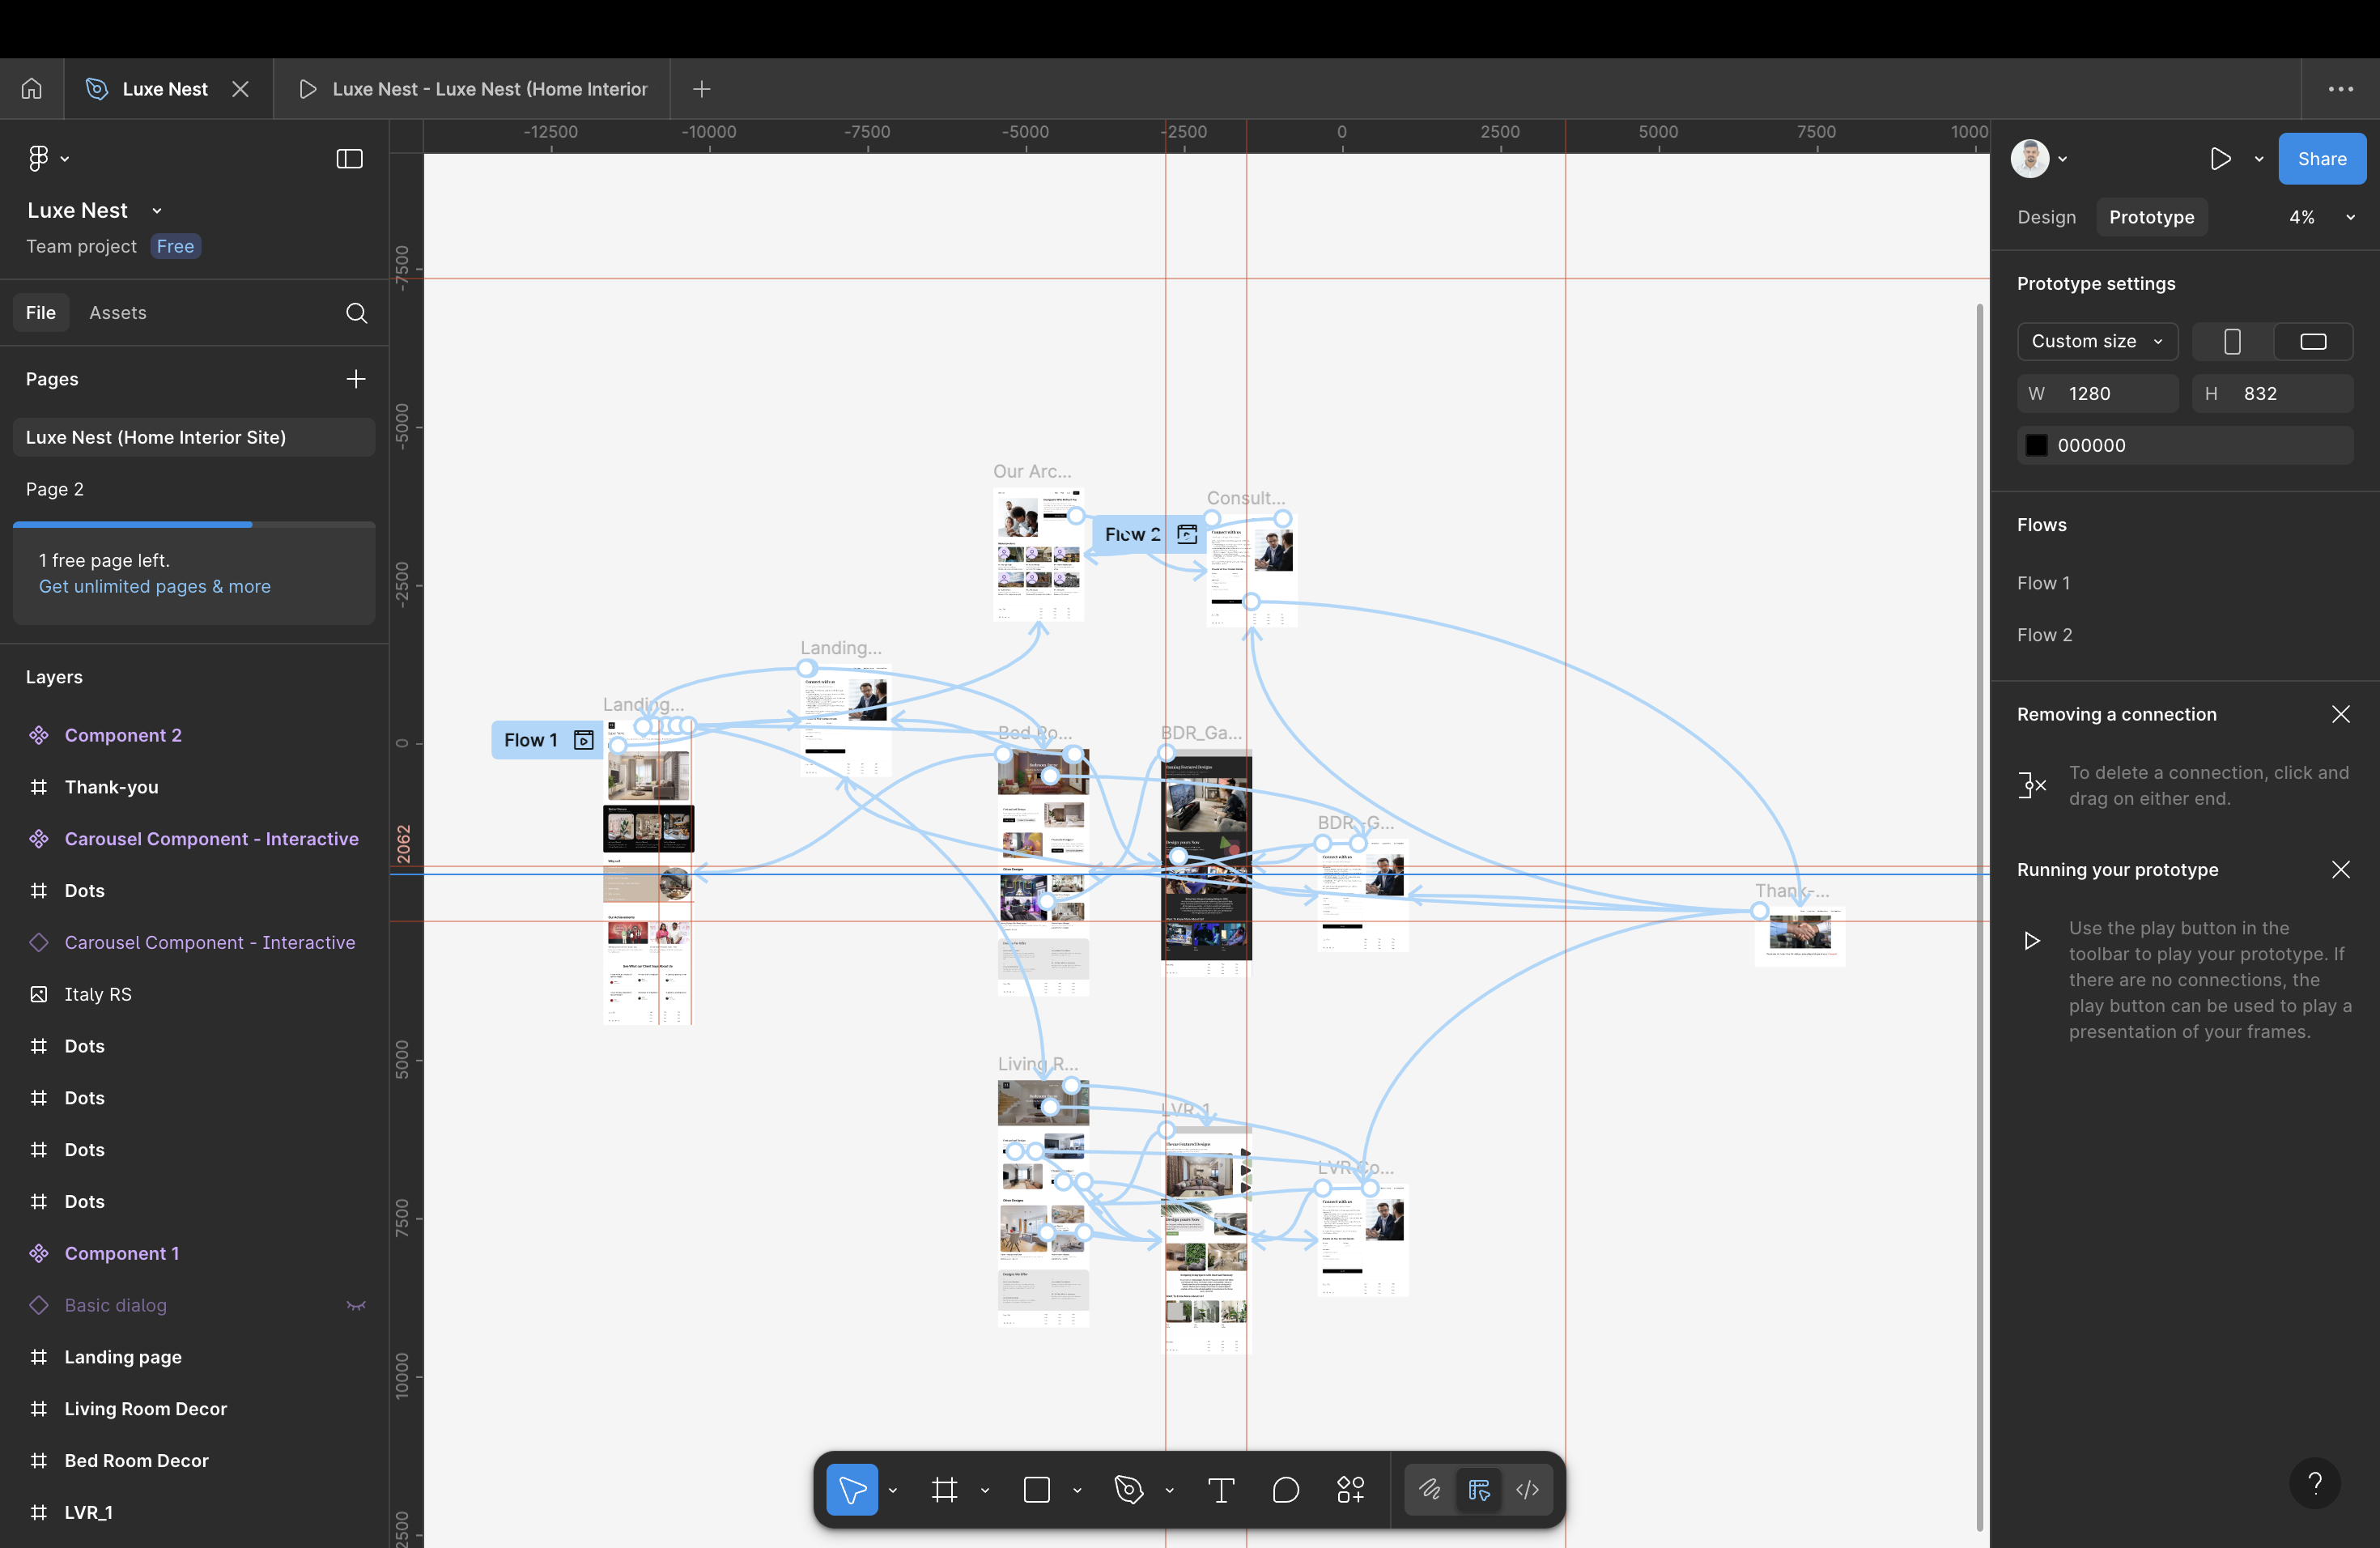 Luxe Nest
Luxe Nest - Luxe Nest (Home Interior
Luxe Nest
Team project
Free
File
Assets
Pages
Luxe Nest (Home Interior Site)
Page 2
1 free page left.
Get unlimited pages & more
Layers
Component 2
Thank-you
Carousel Component - Interactive
Dots
Carousel Component - Interactive
Italy RS
Dots
Dots
Dots
Dots
Component 1
Basic dialog
Landing page
Living Room Decor
Bed Room Decor
LVR_1
-12500
-10000
-7500
-5000
-2500
0
2500
5000
7500
1000
-7500
-5000
-2500
0
2062
5000
7500
10000
2500
Our Arc...
Consult...
Flow 2
Landing...
Landing...
Flow 1
Bed Ro...
BDR_Ga...
BDR_G...
Thank-...
Living R...
LVR_1
LVR Co...
Share
Design
Prototype
4%
Prototype settings
Custom size
W 1280
H 832
000000
Flows
Flow 1
Flow 2
Removing a connection
To delete a connection, click and
drag on either end.
Running your prototype
Use the play button in the
toolbar to play your prototype. If
there are no connections, the
play button can be used to play a
presentation of your frames.
?